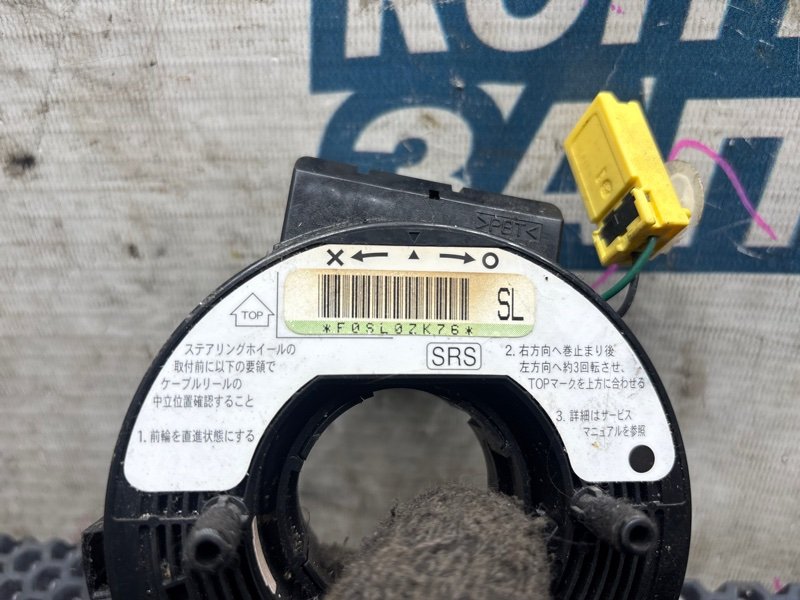 ЗАП
>PBT<
SL
*F0SL0ZK76*
TOP
SRS
ステアリングホイールの
取付前に以下の要領で
ケーブルリールの
中立位置確認すること
1. 前輪を直進状態にする
2. 右方向へ巻止まり後
左方向へ約3回転させ、
TOPマークを上方に合わせる
3. 詳細はサービス
マニュアルを参照